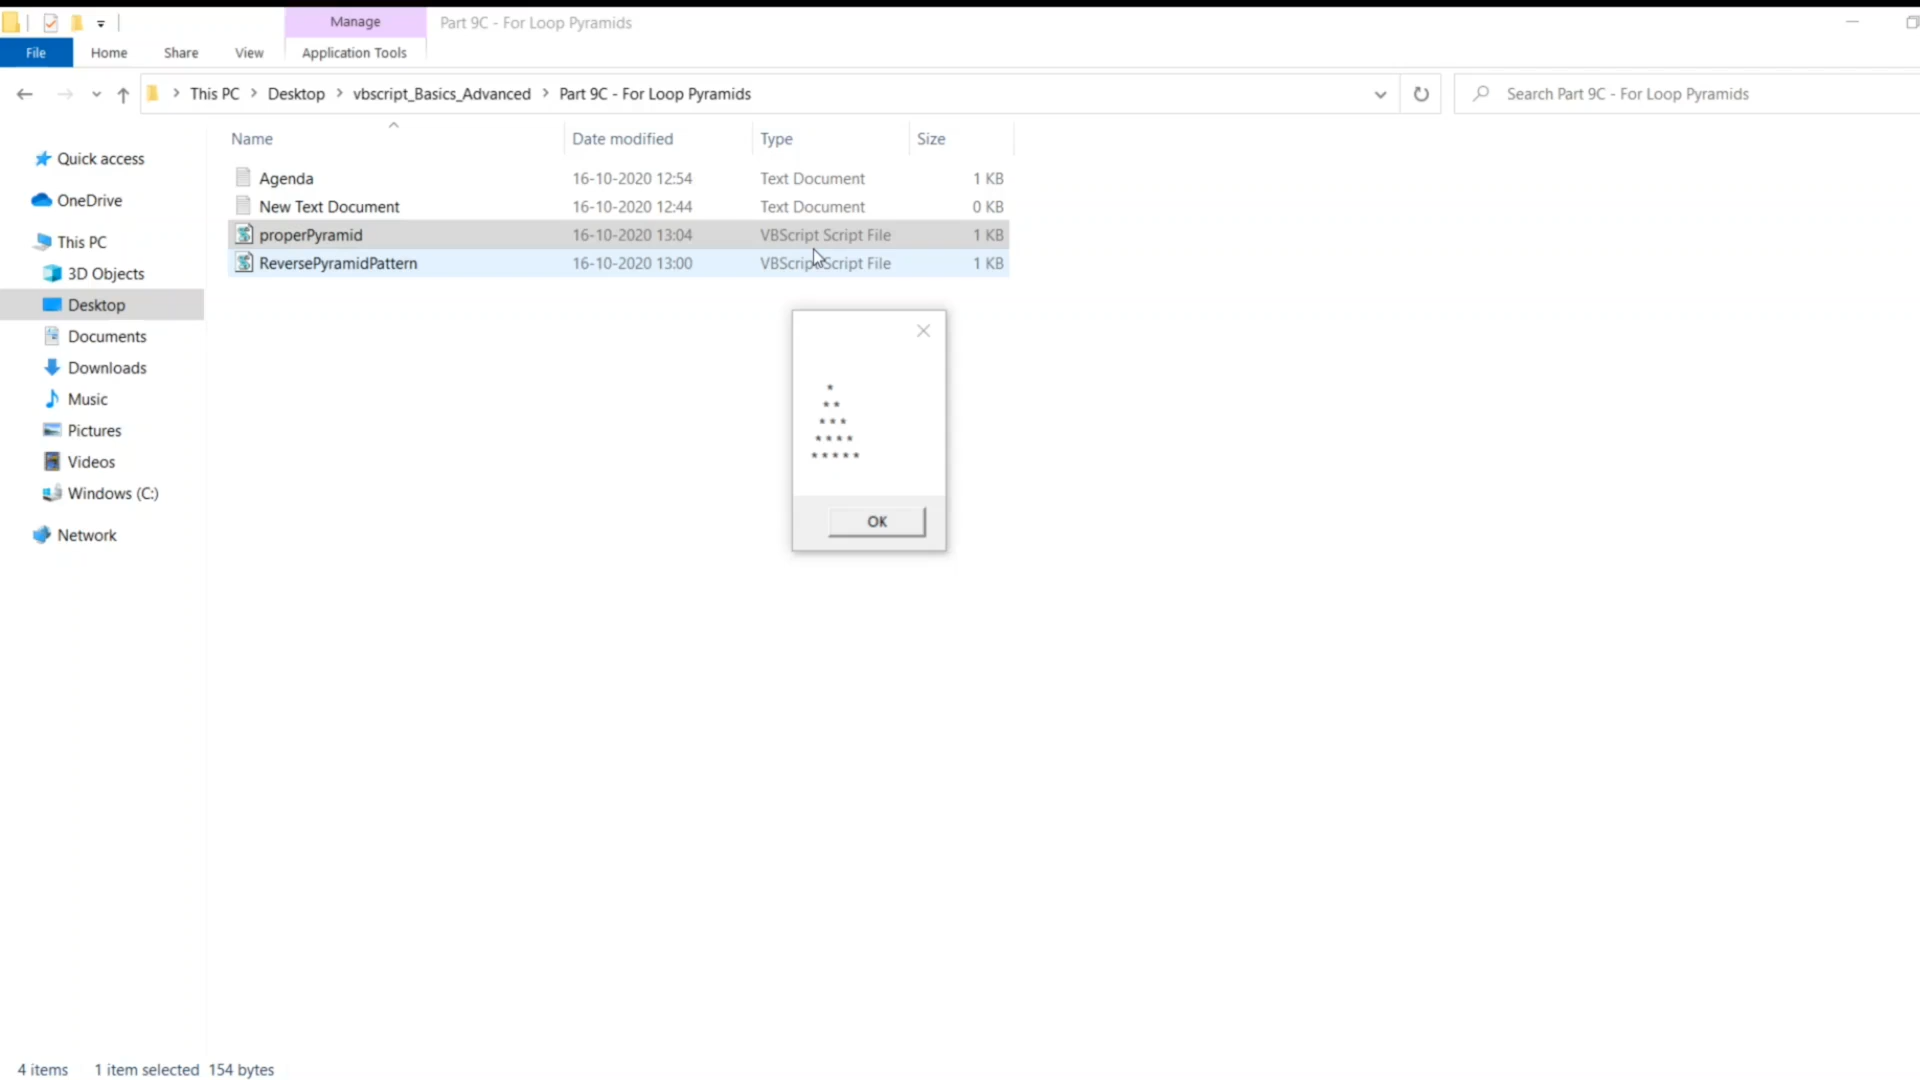 Manage
Part 9C - For Loop Pyramids
File
Home
Share
View
Application Tools
This PC
Desktop
vbscript_Basics_Advanced
Part 9C - For Loop Pyramids
Search Part 9C - For Loop Pyramids
Name
Date modified
Type
Size
Quick access
OneDrive
This PC
3D Objects
Desktop
Documents
Downloads
Music
Pictures
Videos
Windows (C:)
Network
Agenda 16-10-2020 12:54 Text Document 1 KB
New Text Document 16-10-2020 12:44 Text Document 0 KB
properPyramid 16-10-2020 13:04 VBScript Script File 1 KB
ReversePyramidPattern 16-10-2020 13:00 VBScript Script File 1 KB
*
* *
* * *
* * * *
* * * * *
OK
4 items 1 item selected 154 bytes